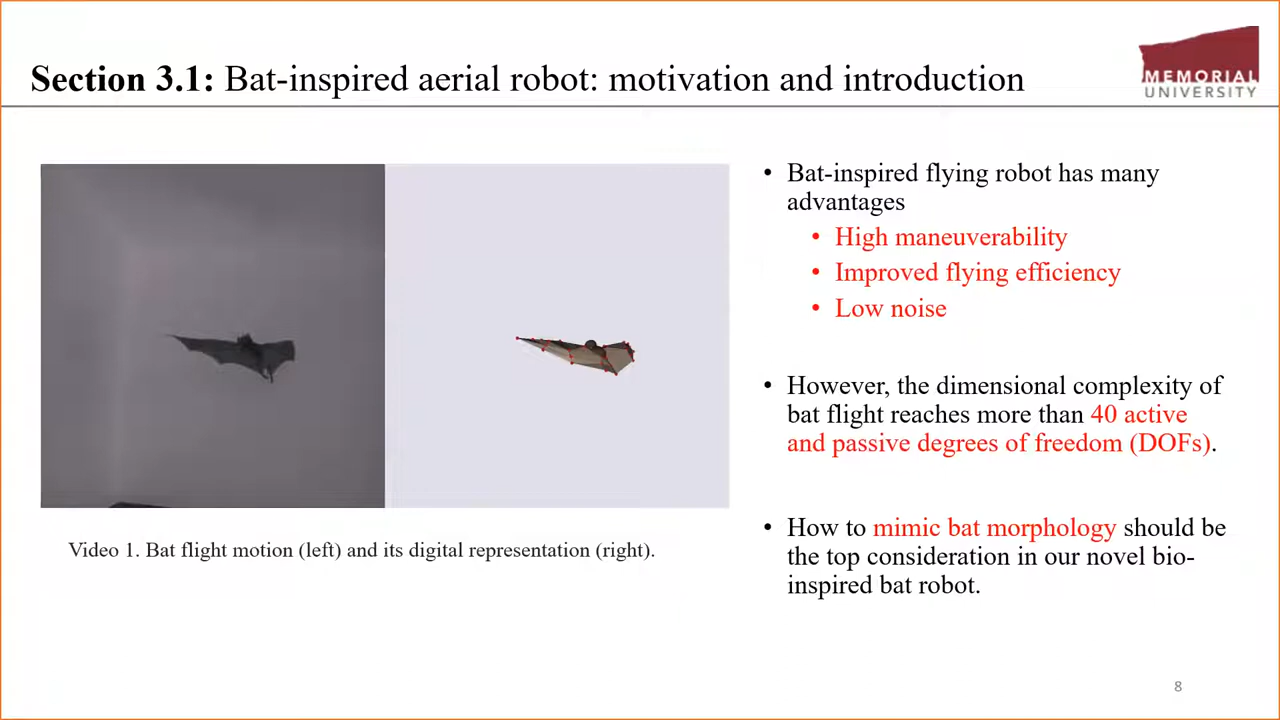 Section 3.1: Bat-inspired aerial robot: motivation and introduction
MEMORIAL
UNIVERSITY
• Bat-inspired flying robot has many
advantages
• High maneuverability
• Improved flying efficiency
• Low noise
• However, the dimensional complexity of
bat flight reaches more than 40 active
and passive degrees of freedom (DOFs).
• How to mimic bat morphology should be
the top consideration in our novel bio-
inspired bat robot.
Video 1. Bat flight motion (left) and its digital representation (right).
8